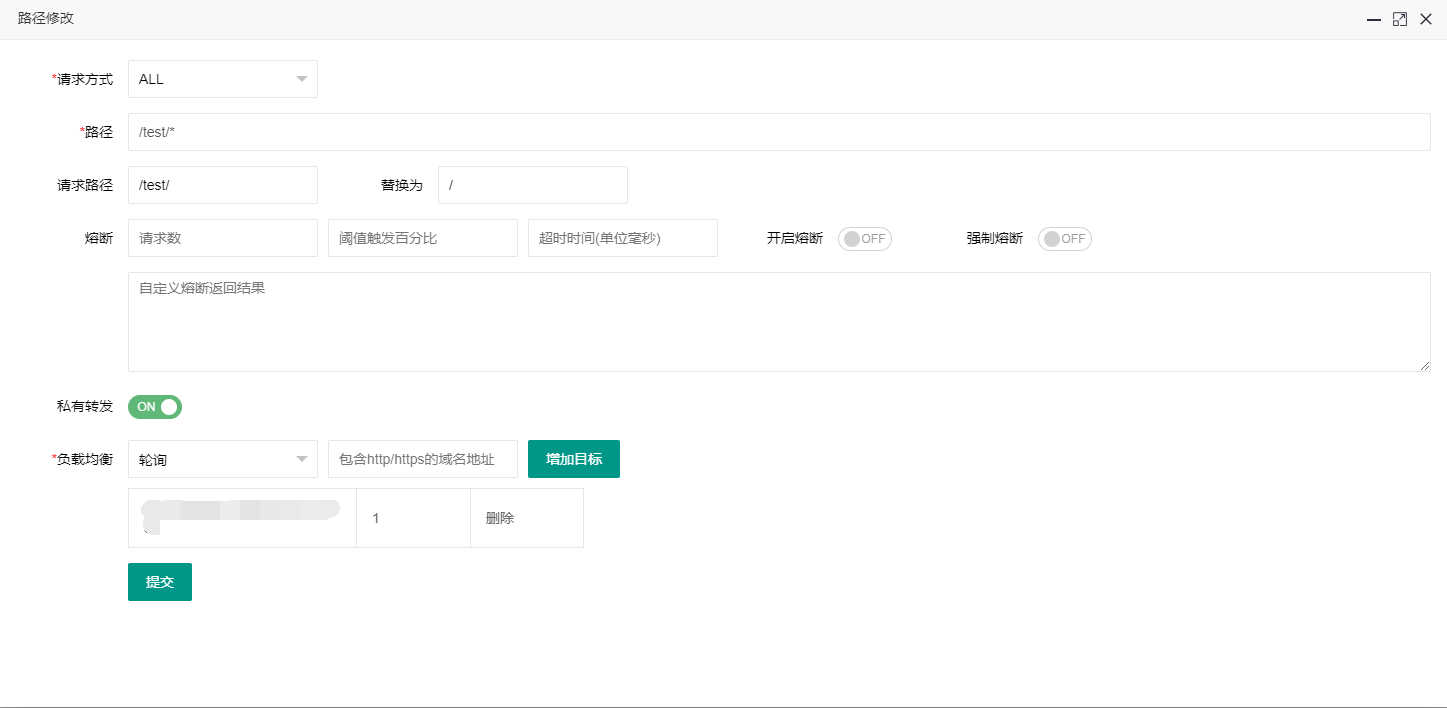 路径修改
*请求方式 ALL
*路径 /test/*
请求路径 /test/ 替换为 /
熔断 请求数 阈值触发百分比 超时时间(单位毫秒) 开启熔断 OFF 强制熔断 OFF
自定义熔断返回结果
私有转发 ON
*负载均衡 轮询 包含http/https的域名地址 增加目标
1 删除
提交